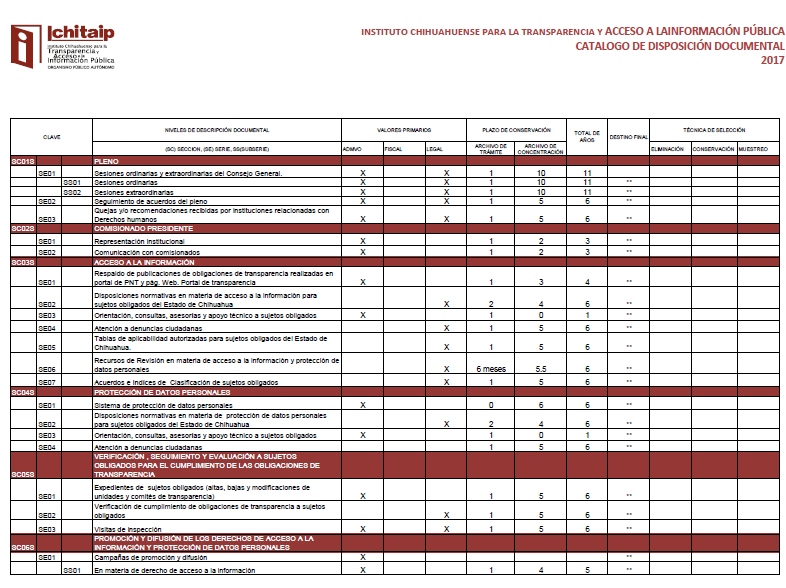 Ichitaip
Instituto Chihuahuense para la
Transparencia y
Acceso a la
Información Pública
ORGANISMO PÚBLICO AUTÓNOMO
INSTITUTO CHIHUAHUENSE PARA LA TRANSPARENCIA Y ACCESO A LAINFORMACIÓN PÚBLICA
CATALOGO DE DISPOSICIÓN DOCUMENTAL
2017
CLAVE NIVELES DE DESCRIPCIÓN DOCUMENTAL VALORES PRIMARIOS PLAZO DE CONSERVACIÓN TOTAL DE AÑOS DESTINO FINAL TÉCNICA DE SELECCIÓN
(SC) SECCION, (SE) SERIE, SS(SUBSERIE) ADMVO FISCAL LEGAL ARCHIVO DE TRÁMITE ARCHIVO DE CONCENTRACIÓN ELIMINACIÓN CONSERVACIÓN MUESTREO
SC01S PLENO
SE01 Sesiones ordinarias y extraordinarias del Consejo General. X X 1 10 11
SS01 Sesiones ordinarias X X 1 10 11 **
SS02 Sesiones extraordinarias X X 1 10 11 **
SE02 Seguimiento de acuerdos del pleno X X 1 5 6 **
Quejas y/o recomendaciones recibidas por instituciones relacionadas con
SE03 Derechos humanos X X 1 5 6 **
SC02S COMISIONADO PRESIDENTE
SE01 Representación institucional X 1 2 3 **
SE02 Comunicación con comisionados X 1 2 3 **
SC03S ACCESO A LA INFORMACIÓN
Respaldo de publicaciones de obligaciones de transparencia realizadas en
SE01 portal de PNT y pág. Web. Portal de transparencia X 1 3 4 **
Disposiciones normativas en materia de acceso a la información para
SE02 sujetos obligados del Estado de Chihuahua X 2 4 6 **
SE03 Orientación, consultas, asesorías y apoyo técnico a sujetos obligados X 1 0 1 **
SE04 Atención a denuncias ciudadanas X 1 5 6 **
Tablas de aplicabilidad autorizadas para sujetos obligados del Estado de
SE05 Chihuahua. X 1 5 6 **
Recursos de Revisión en materia de acceso a la información y protección de
SE06 datos personales X 6 meses 5.5 6 **
SE07 Acuerdos e Indices de Clasificación de sujetos obligados X 1 5 6 **
SC04S PROTECCIÓN DE DATOS PERSONALES
SE01 Sistema de protección de datos personales X 0 6 6 **
Disposiciones normativas en materia de protección de datos personales
SE02 para sujetos obligados del Estado de Chihuahua X 2 4 6 **
SE03 Orientación, consultas, asesorías y apoyo técnico a sujetos obligados X 1 0 1 **
SE04 Atención a denuncias ciudadanas 1 5 6 **
VERIFICACIÓN , SEGUIMIENTO Y EVALUACIÓN A SUJETOS
OBLIGADOS PARA EL CUMPLIMIENTO DE LAS OBLIGACIONES DE
SC05S TRANSPARENCIA
Expedientes de sujetos obligados (altas, bajas y modificaciones de
SE01 unidades y comités de transparencia) X 1 5 6 **
Verificación de cumplimiento de obligaciones de transparencia a sujetos
SE02 obligados X 1 5 6 **
SE03 Visitas de inspección X X 1 5 6 **
PROMOCIÓN Y DIFUSIÓN DE LOS DERECHOS DE ACCESO A LA
SC06S INFORMACIÓN Y PROTECCIÓN DE DATOS PERSONALES
SE01 Campañas de promoción y difusión X **
SS01 En materia de derecho de acceso a la información 1 4 5 **